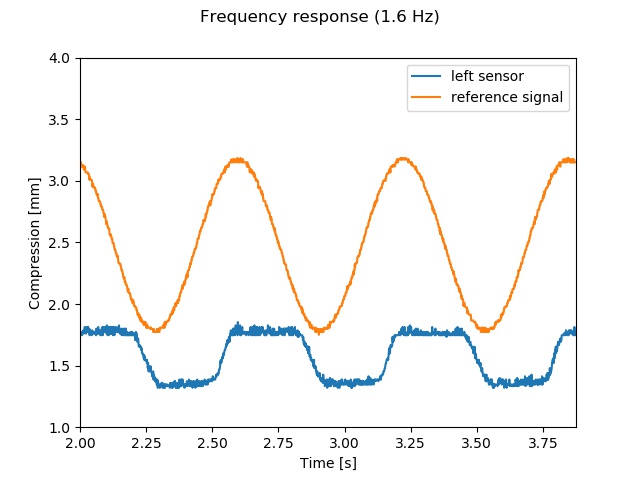 Frequency response (1.6 Hz)
4.0
3.5
3.0
2.5
2.0
1.5
1.0
Compression [mm]
left sensor
reference signal
2.00 2.25 2.50 2.75 3.00 3.25 3.50 3.75
Time [s]